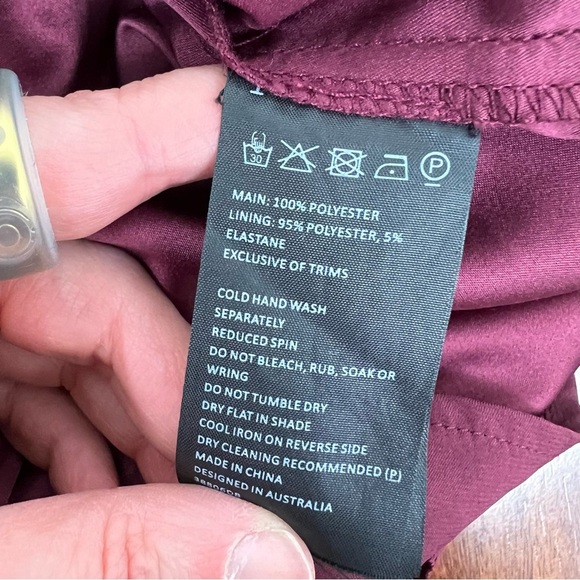 30 P
MAIN: 100% POLYESTER
LINING: 95% POLYESTER, 5%
ELASTANE
EXCLUSIVE OF TRIMS
COLD HAND WASH
SEPARATELY
REDUCED SPIN
DO NOT BLEACH, RUB, SOAK OR
WRING
DO NOT TUMBLE DRY
DRY FLAT IN SHADE
COOL IRON ON REVERSE SIDE
DRY CLEANING RECOMMENDED (P)
MADE IN CHINA
DESIGNED IN AUSTRALIA